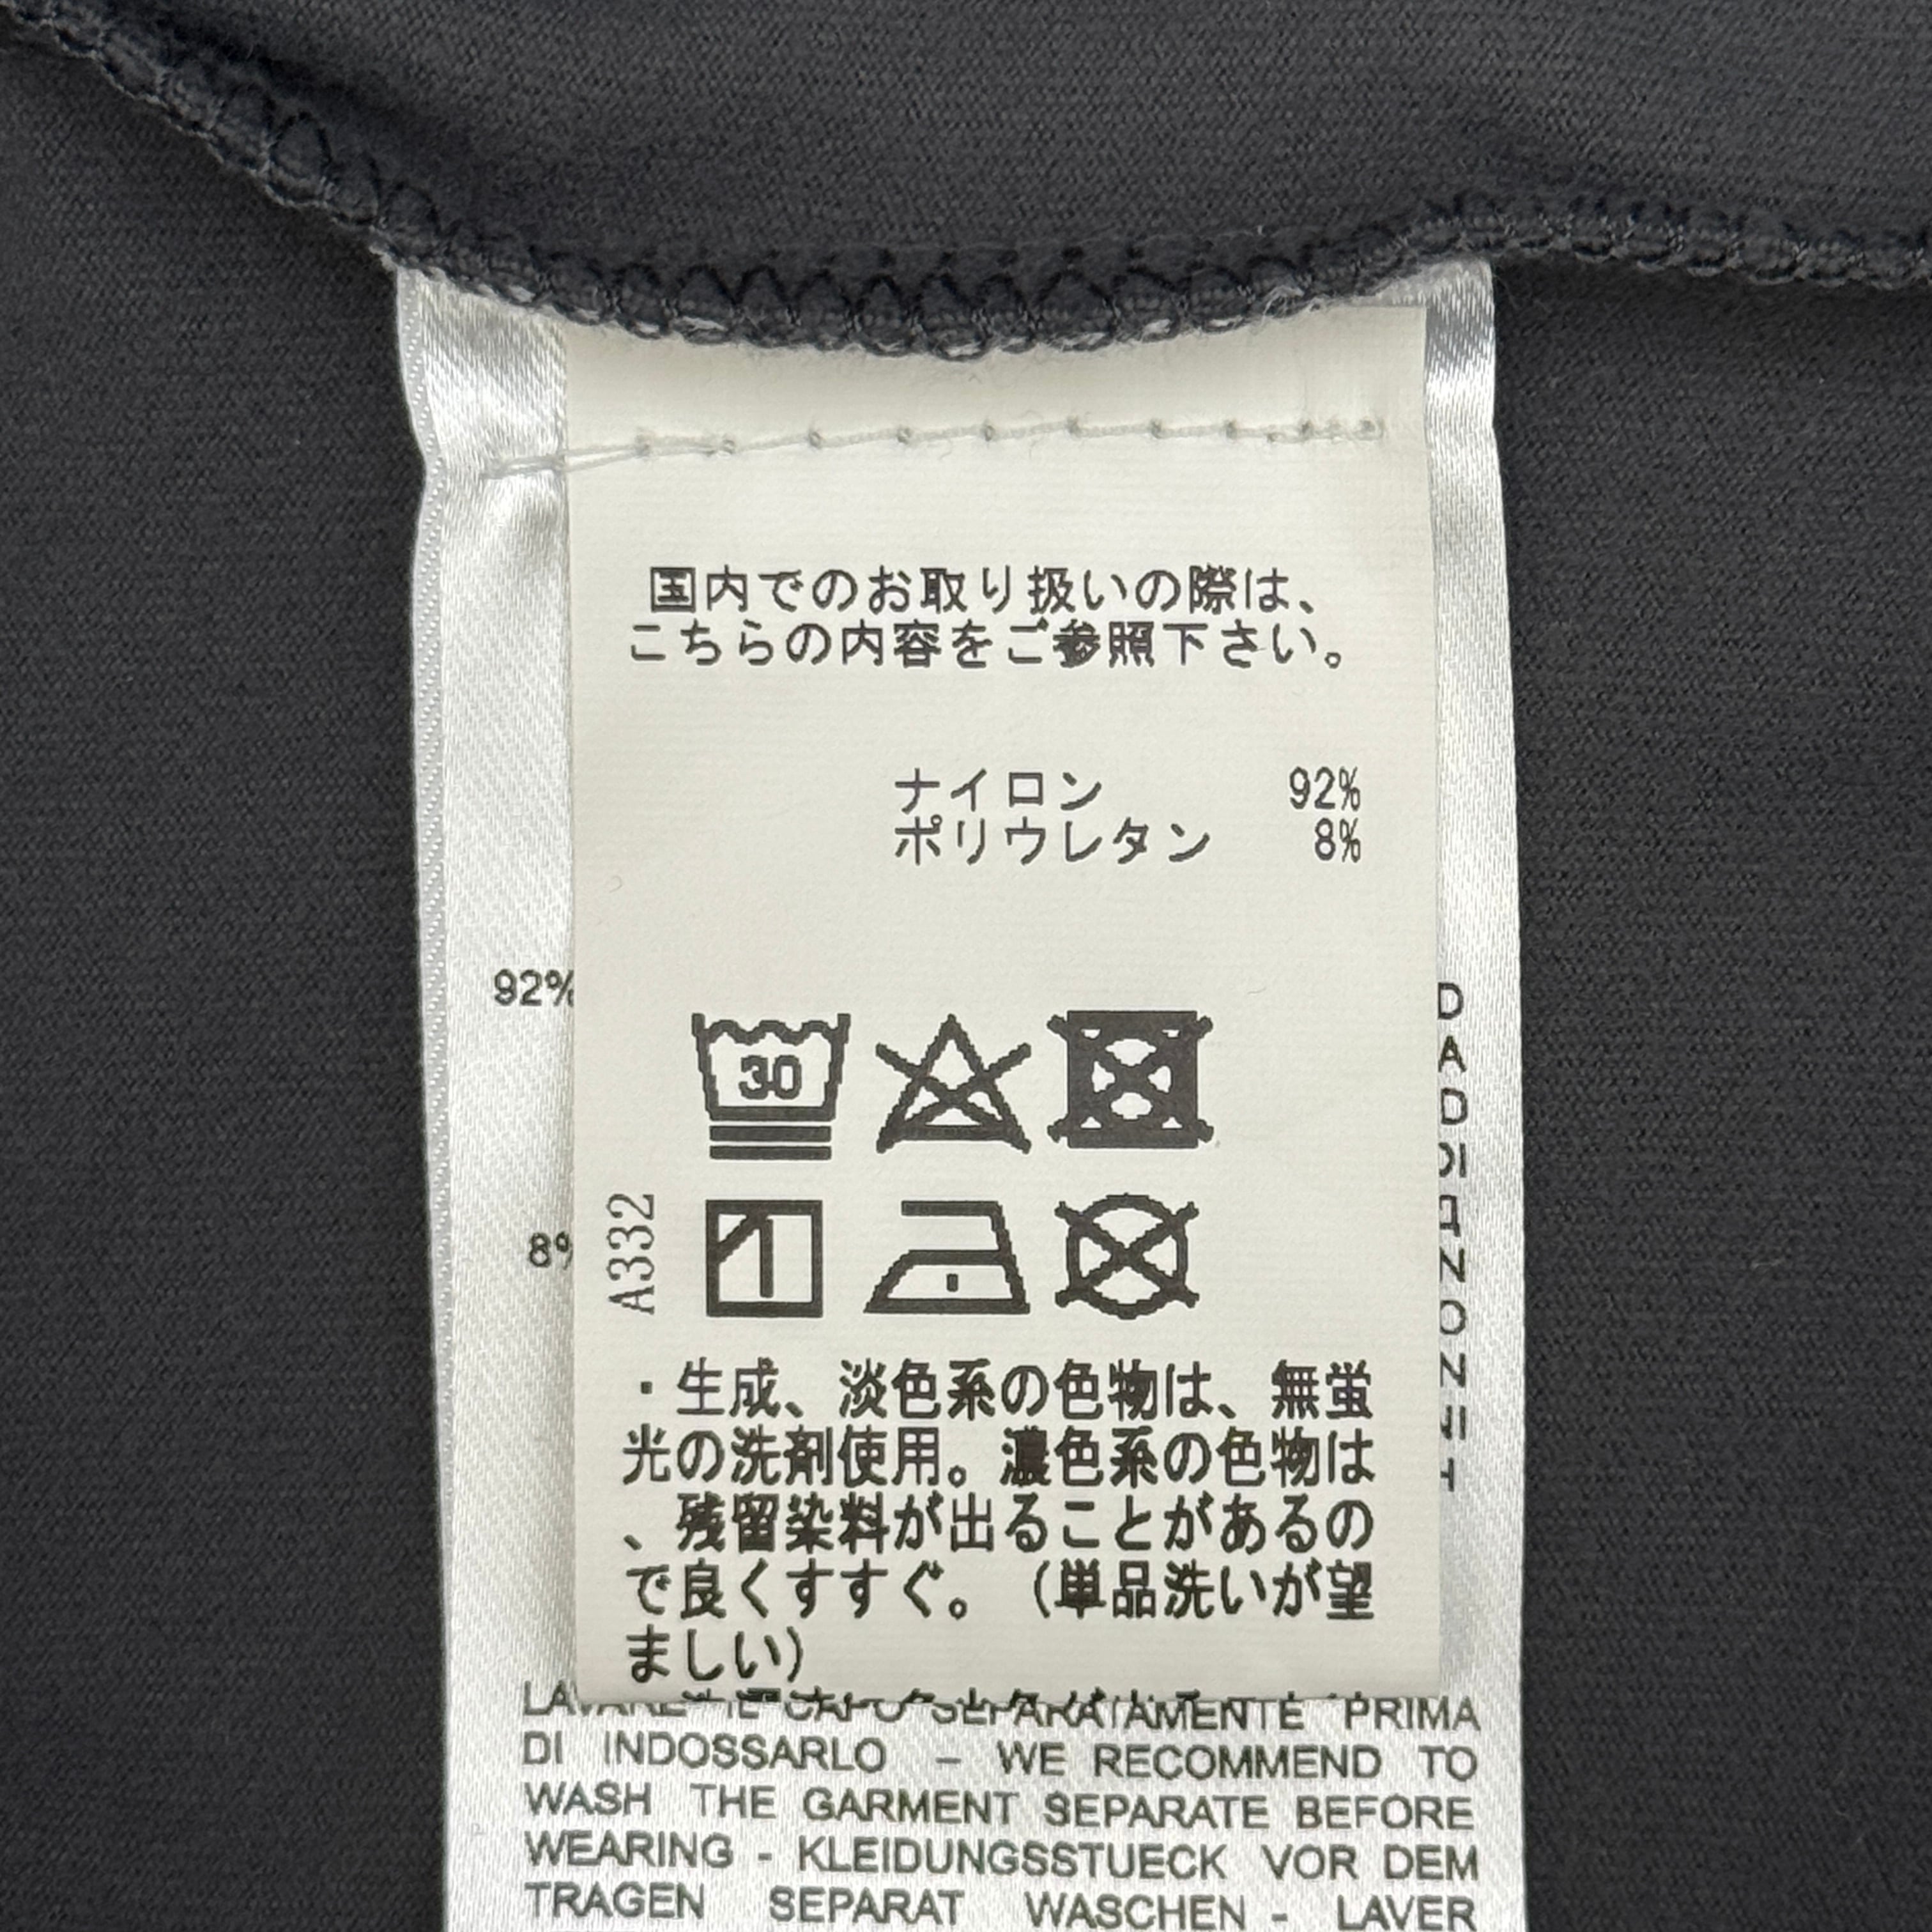 国内でのお取り扱いの際は、
こちらの内容をご参照下さい。
ナイロン 92%
ポリウレタン 8%
92%
30
8%
A332
・生成、淡色系の色物は、無蛍
光の洗剤使用。濃色系の色物は
、残留染料が出ることがあるの
で良くすすぐ。（単品洗いが望
ましい）
SEPARATAMENTE PRIMA
DI INDOSSARLO – WE RECOMMEND TO
WASH THE GARMENT SEPARATE BEFORE
WEARING - KLEIDUNGSSTUECK VOR DEM
TRAGEN SEPARAT WASCHEN - LAVER